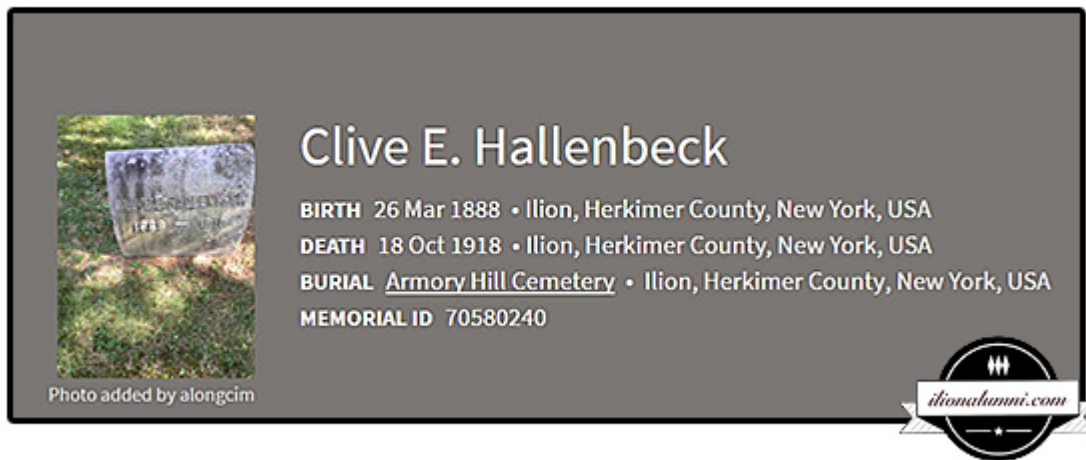 Clive E. Hallenbeck
BIRTH 26 Mar 1888 • Ilion, Herkimer County, New York, USA
DEATH 18 Oct 1918 • Ilion, Herkimer County, New York, USA
BURIAL Armory Hill Cemetery • Ilion, Herkimer County, New York, USA
MEMORIAL ID 70580240
Photo added by alongcim
ilionalumni.com